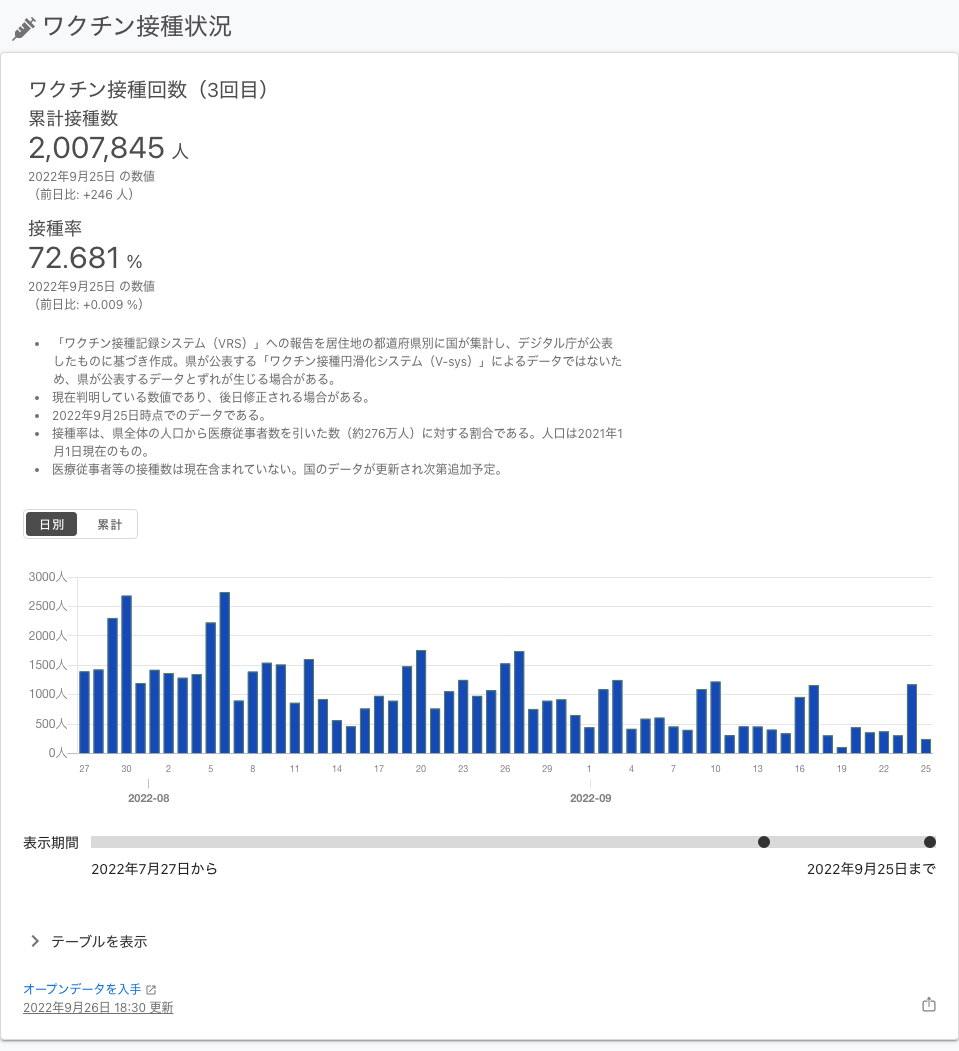 ワクチン接種状況
ワクチン接種回数（3回目）
累計接種数
2,007,845 人
2022年9月25日 の数値
（前日比: +246 人）
接種率
72.681 %
2022年9月25日 の数値
（前日比: +0.009 %）
• 「ワクチン接種記録システム（VRS）」への報告を居住地の都道府県別に国が集計し、デジタル庁が公表
したものに基づき作成。県が公表する「ワクチン接種円滑化システム（V-sys）」によるデータではないた
め、県が公表するデータとずれが生じる場合がある。
• 現在判明している数値であり、後日修正される場合がある。
• 2022年9月25日時点でのデータである。
• 接種率は、県全体の人口から医療従事者数を引いた数（約276万人）に対する割合である。人口は2021年1
月1日現在のもの。
• 医療従事者等の接種数は現在含まれていない。国のデータが更新され次第追加予定。
日別 累計
3000人
2500人
2000人
1500人
1000人
500人
0人
27 30 2 5 8 11 14 17 20 23 26 29 1 4 7 10 13 16 19 22 25
2022-08 2022-09
表示期間
2022年7月27日から 2022年9月25日まで
テーブルを表示
オープンデータを入手
2022年9月26日 18:30 更新